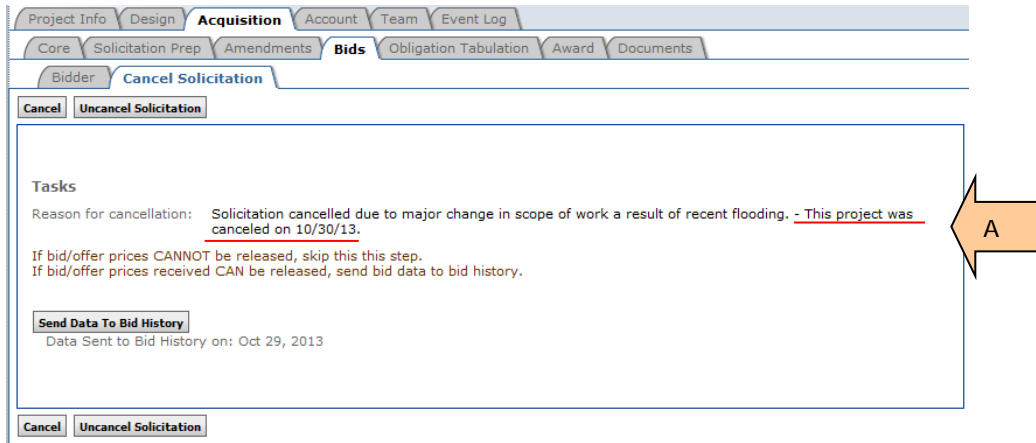 Project Info Design Acquisition Account Team Event Log
Core Solicitation Prep Amendments Bids Obligation Tabulation Award Documents
Bidder Cancel Solicitation
Cancel Uncancel Solicitation
Tasks
Reason for cancellation: Solicitation cancelled due to major change in scope of work a result of recent flooding. - This project was
canceled on 10/30/13.
A
If bid/offer prices CANNOT be released, skip this this step.
If bid/offer prices received CAN be released, send bid data to bid history.
Send Data To Bid History
Data Sent to Bid History on: Oct 29, 2013
Cancel Uncancel Solicitation